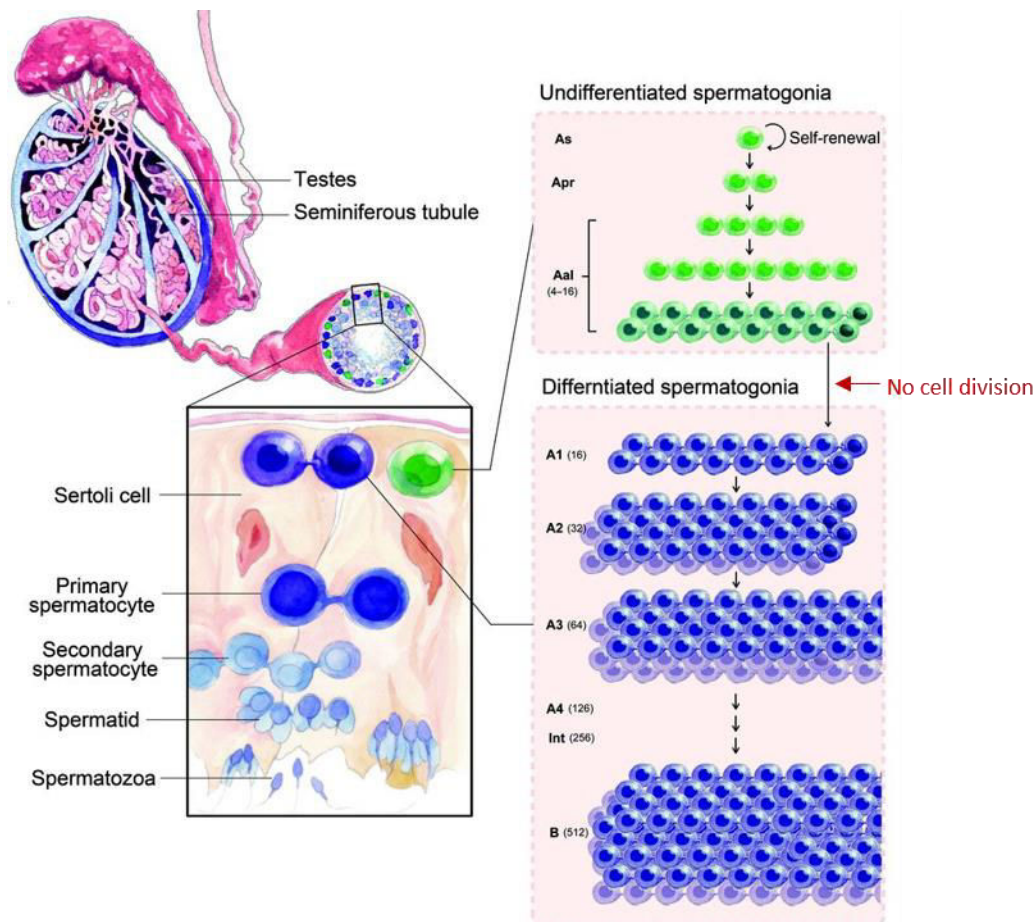 Testes
Seminiferous tubule
Sertoli cell
Primary
spermatocyte
Secondary
spermatocyte
Spermatid
Spermatozoa
Undifferentiated spermatogonia
As
Self-renewal
Apr
Aal
(4–16)
Differntiated spermatogonia
No cell division
A1 (16)
A2 (32)
A3 (64)
A4 (126)
Int (256)
B (512)